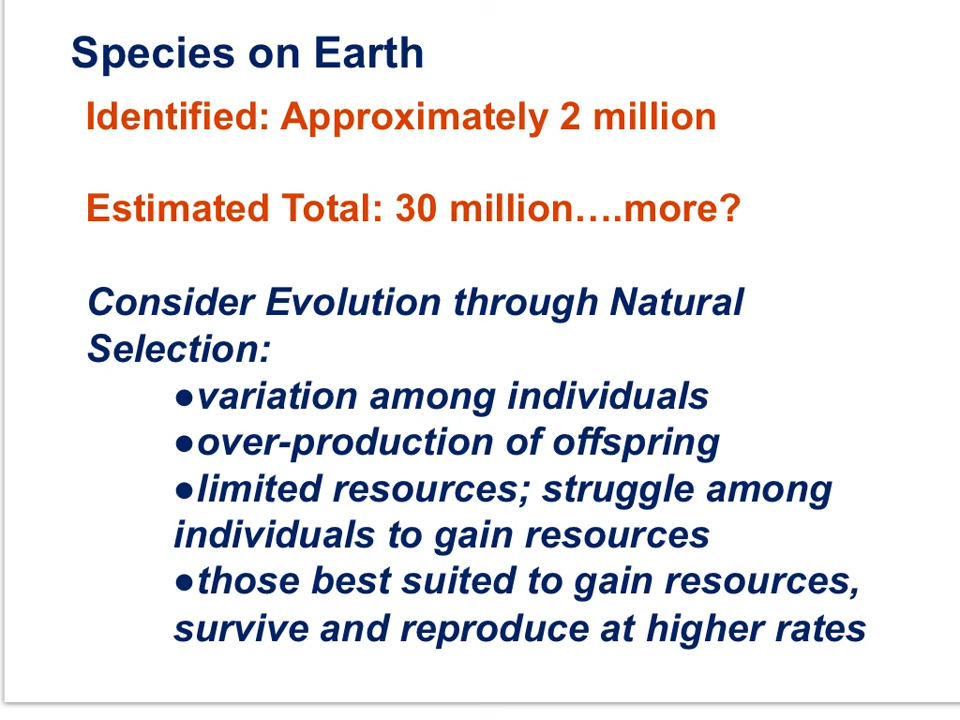 Species on Earth
Identified: Approximately 2 million
Estimated Total: 30 million….more?
Consider Evolution through Natural
Selection:
●variation among individuals
●over-production of offspring
●limited resources; struggle among
individuals to gain resources
●those best suited to gain resources,
survive and reproduce at higher rates